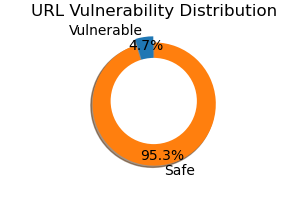 URL Vulnerability Distribution
Vulnerable
4.7%
95.3%
Safe